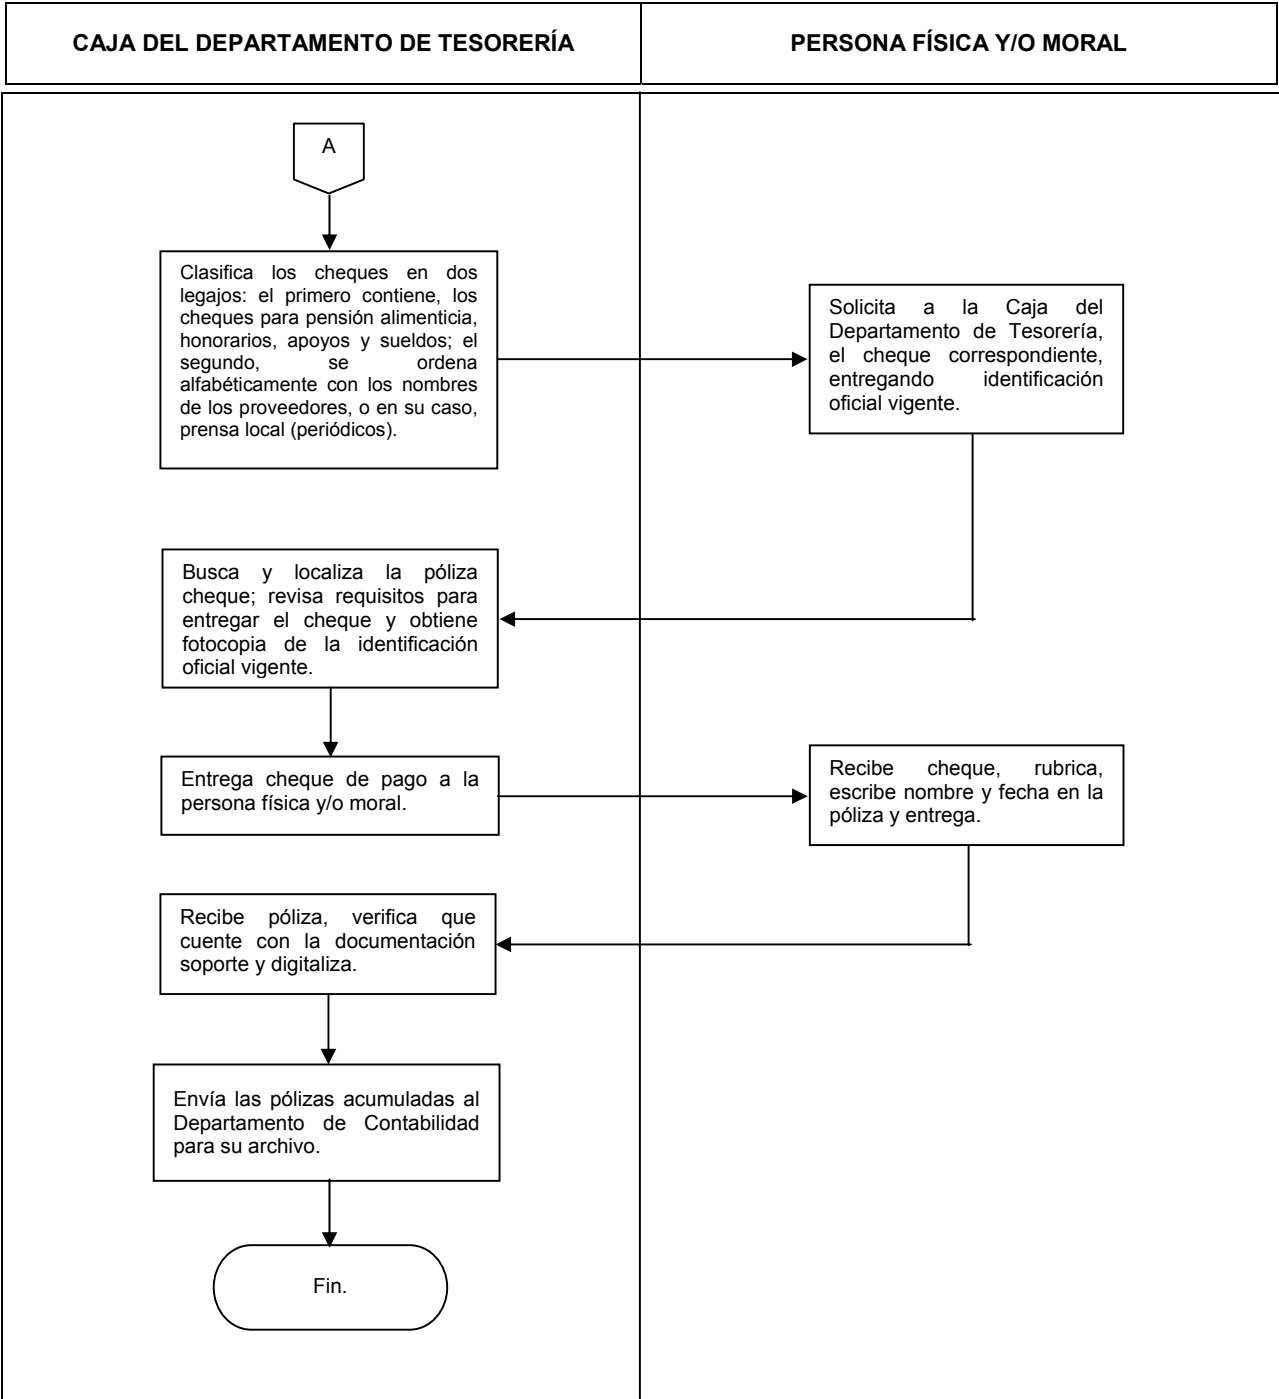 CAJA DEL DEPARTAMENTO DE TESORERÍA
PERSONA FÍSICA Y/O MORAL
A
Clasifica los cheques en dos
legajos: el primero contiene, los
cheques para pensión alimenticia,
honorarios, apoyos y sueldos; el
segundo, se ordena
alfabéticamente con los nombres
de los proveedores, o en su caso,
prensa local (periódicos).
Solicita a la Caja del
Departamento de Tesorería,
el cheque correspondiente,
entregando identificación
oficial vigente.
Busca y localiza la póliza
cheque; revisa requisitos para
entregar el cheque y obtiene
fotocopia de la identificación
oficial vigente.
Entrega cheque de pago a la
persona física y/o moral.
Recibe cheque, rubrica,
escribe nombre y fecha en la
póliza y entrega.
Recibe póliza, verifica que
cuente con la documentación
soporte y digitaliza.
Envía las pólizas acumuladas al
Departamento de Contabilidad
para su archivo.
Fin.